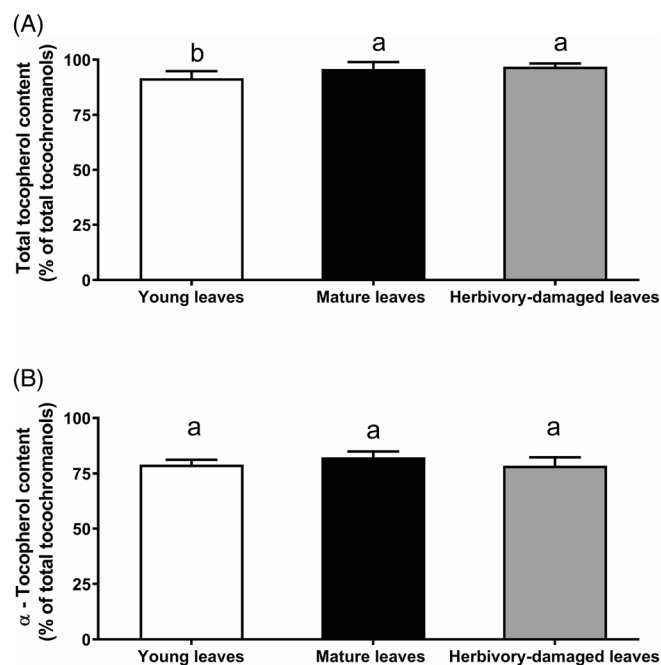 (A)
Total tocopherol content
(% of total tocochromanols)
100
75
50
25
0
b
a
a
Young leaves
Mature leaves
Herbivory-damaged leaves
(B)
α - Tocopherol content
(% of total tocochromanols)
100
75
50
25
0
a
a
a
Young leaves
Mature leaves
Herbivory-damaged leaves